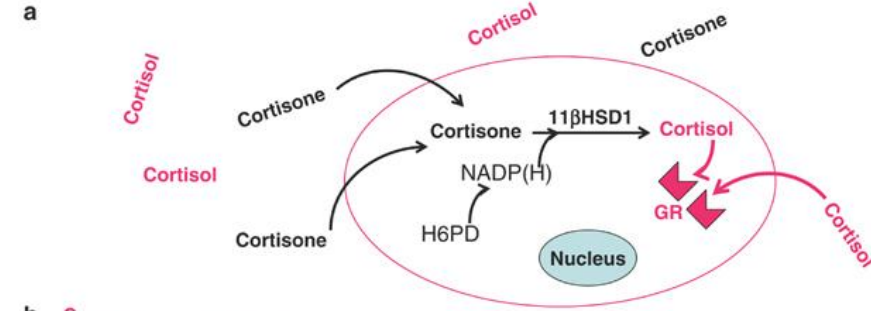 a
Cortisol
Cortisone
Cortisol
Cortisone
11βHSD1
Cortisone
Cortisol
Cortisol
NADP(H)
GR
H6PD
Cortisol
Cortisone
Nucleus